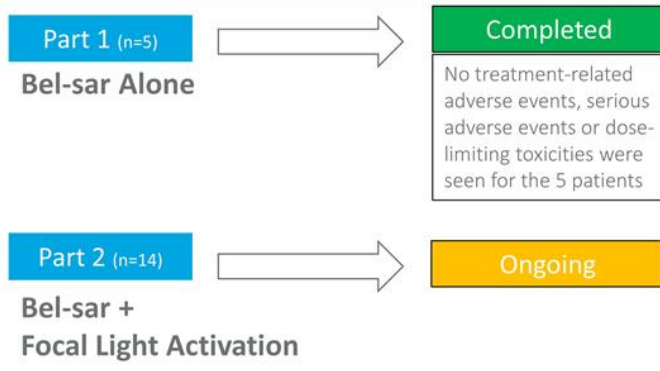 Part 1 (n=5)
Bel-sar Alone
Completed
No treatment-related
adverse events, serious
adverse events or dose-
limiting toxicities were
seen for the 5 patients
Part 2 (n=14)
Bel-sar +
Focal Light Activation
Ongoing